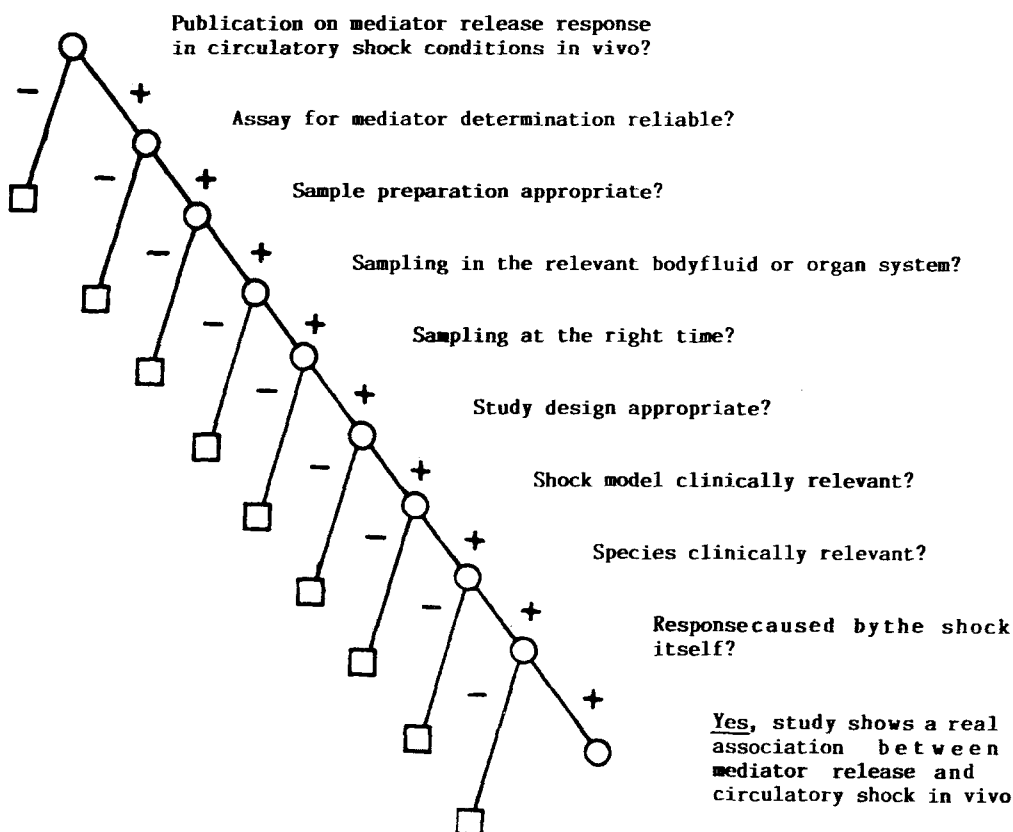 Publication on mediator release response
in circulatory shock conditions in vivo?
− +
Assay for mediator determination reliable?
− +
Sample preparation appropriate?
− +
Sampling in the relevant bodyfluid or organ system?
− +
Sampling at the right time?
− +
Study design appropriate?
− +
Shock model clinically relevant?
− +
Species clinically relevant?
− +
Responsecaused bythe shock
itself?
− +
Yes, study shows a real
association between
mediator release and
circulatory shock in vivo